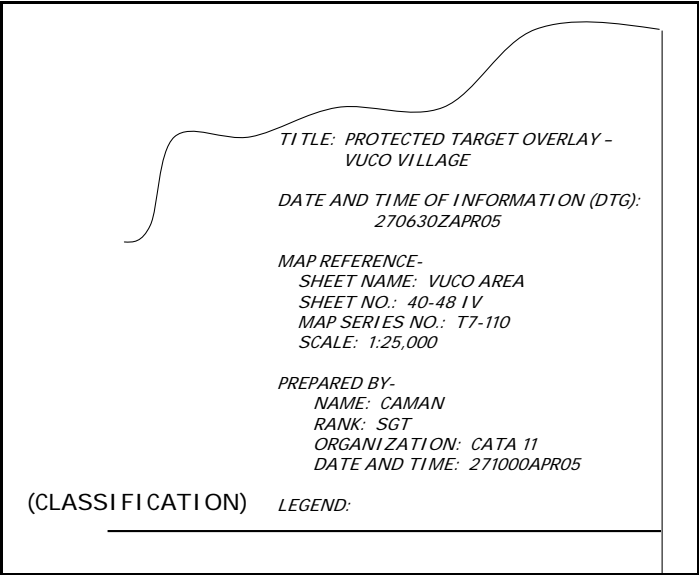 TITLE: PROTECTED TARGET OVERLAY –
VUCO VILLAGE
DATE AND TIME OF INFORMATION (DTG):
270630ZAPR05
MAP REFERENCE-
SHEET NAME: VUCO AREA
SHEET NO.: 40-48 IV
MAP SERIES NO.: T7-110
SCALE: 1:25,000
PREPARED BY-
NAME: CAMAN
RANK: SGT
ORGANIZATION: CATA 11
DATE AND TIME: 271000APR05
(CLASSIFICATION) LEGEND: